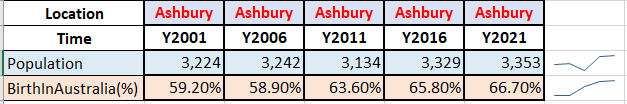 Location Ashbury Ashbury Ashbury Ashbury Ashbury
Time Y2001 Y2006 Y2011 Y2016 Y2021
Population 3,224 3,242 3,134 3,329 3,353
BirthInAustralia(%) 59.20% 58.90% 63.60% 65.80% 66.70%